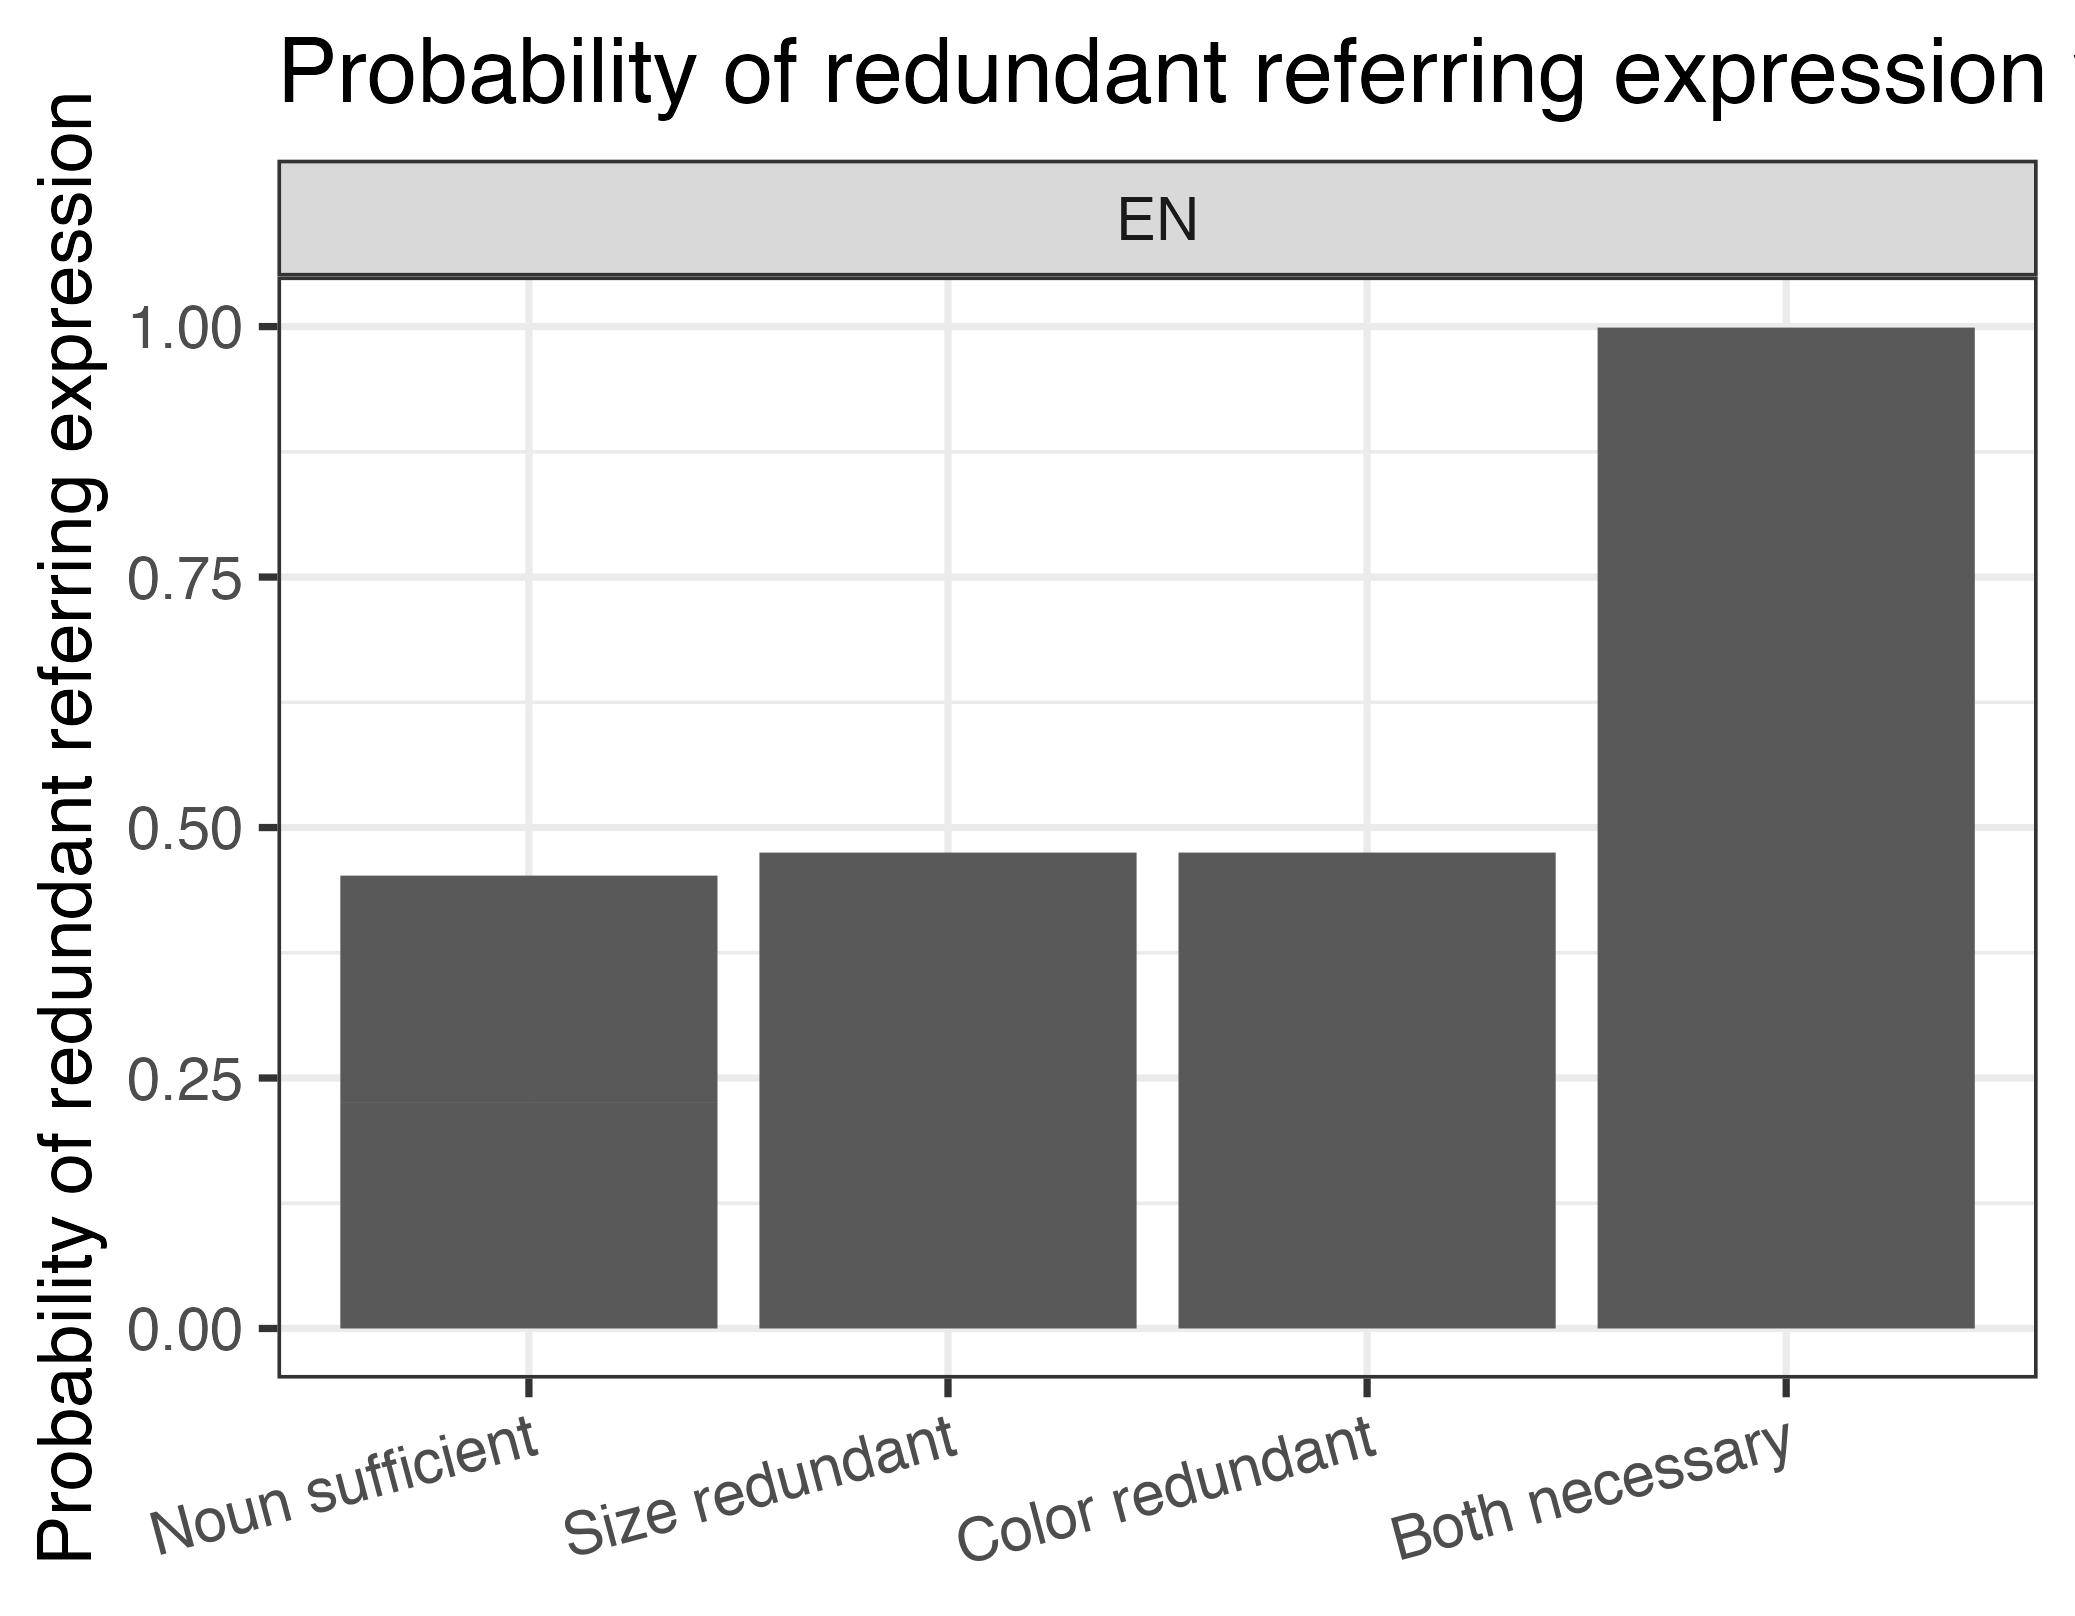 Probability of redundant referring expression
EN
Probability of redundant referring expression
1.00
0.75
0.50
0.25
0.00
Noun sufficient
Size redundant
Color redundant
Both necessary